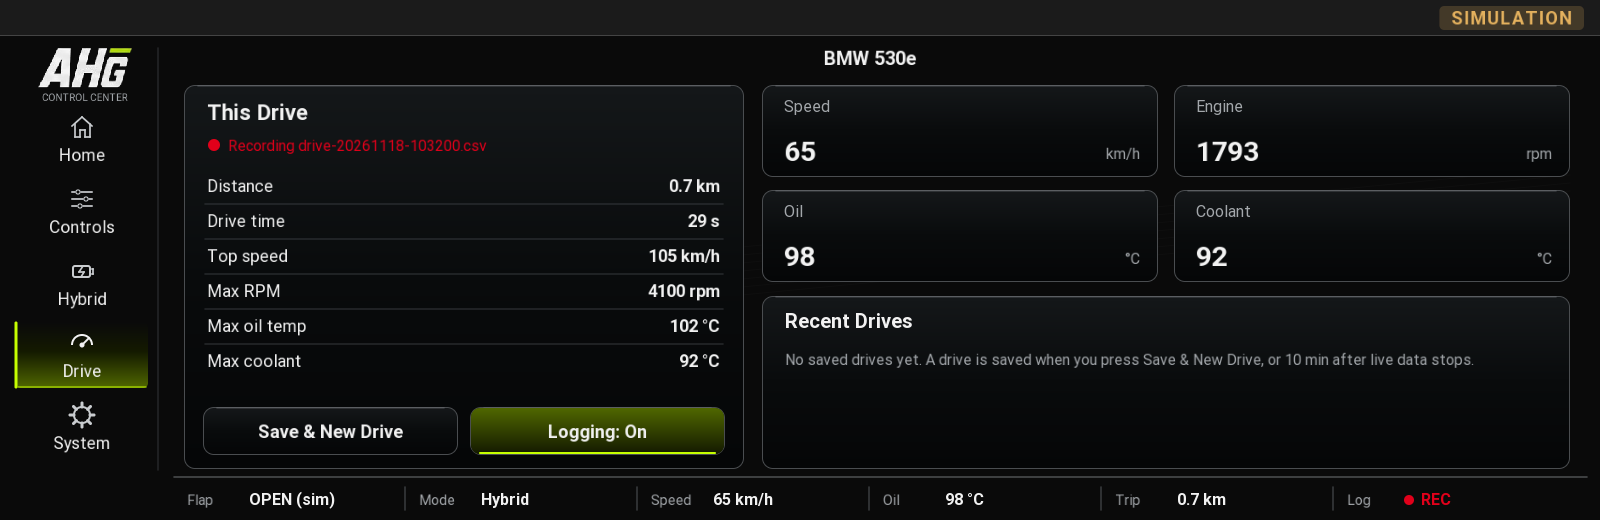 SIMULATION
AHG
CONTROL CENTER
Home
Controls
Hybrid
Drive
System
BMW 530e
This Drive
Recording drive-20261118-103200.csv
Distance 0.7 km
Drive time 29 s
Top speed 105 km/h
Max RPM 4100 rpm
Max oil temp 102 °C
Max coolant 92 °C
Save & New Drive
Logging: On
Speed
65 km/h
Engine
1793 rpm
Oil
98 °C
Coolant
92 °C
Recent Drives
No saved drives yet. A drive is saved when you press Save & New Drive, or 10 min after live data stops.
Flap OPEN (sim) Mode Hybrid Speed 65 km/h Oil 98 °C Trip 0.7 km Log REC